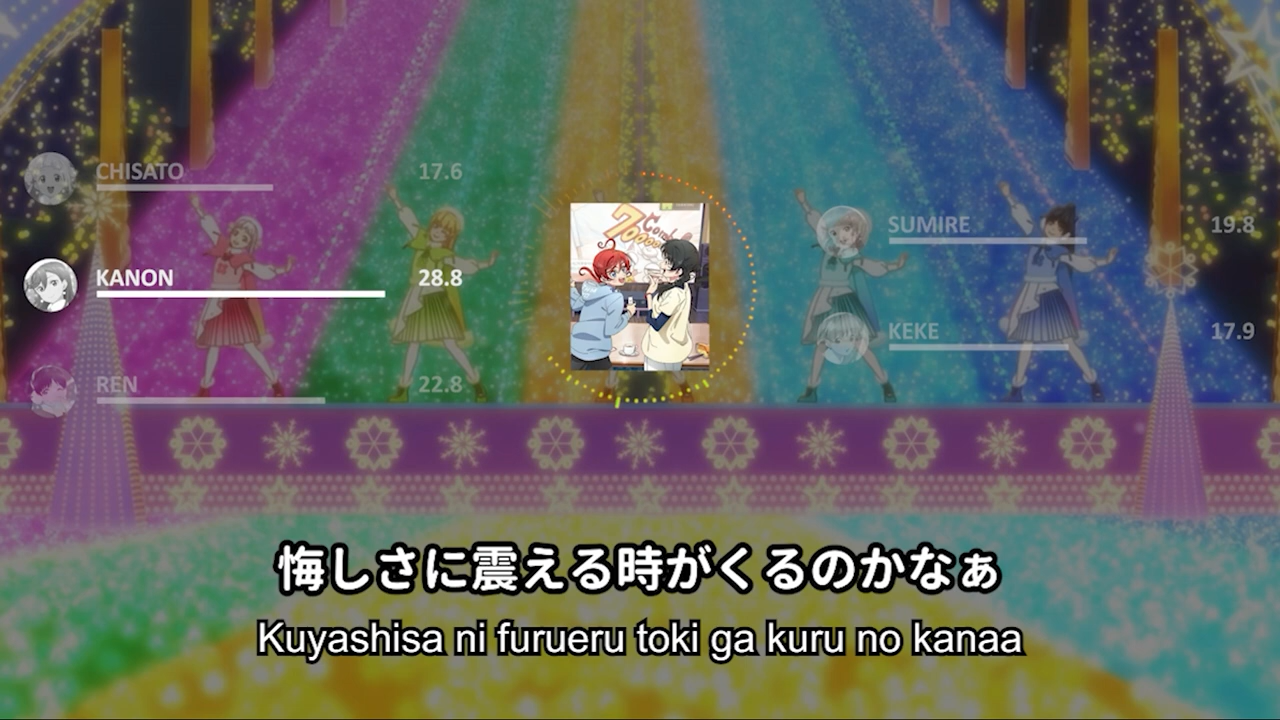 CHISATO 17.6
KANON 28.8
REN 22.8
70000
SUMIRE 19.8
KEKE 17.9
悔しさに震える時がくるのかなぁ
Kuyashisa ni furueru toki ga kuru no kanaa